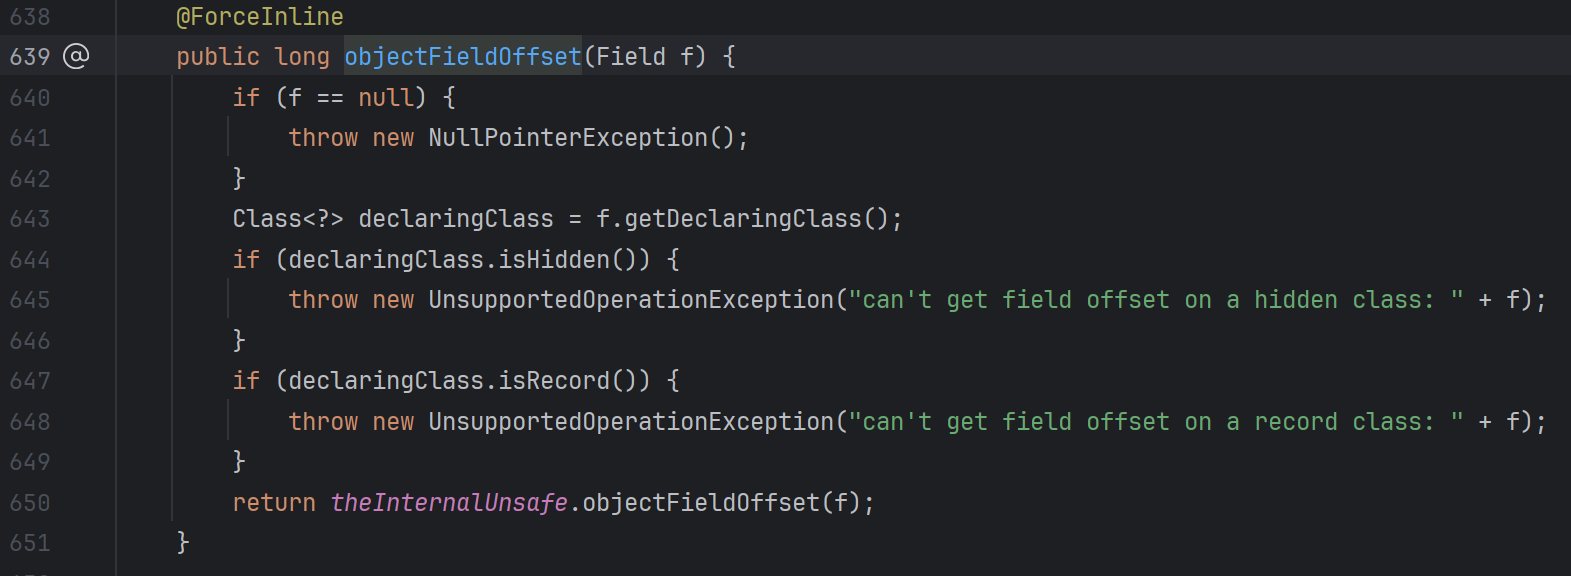 638 @ForceInline
639 @ public long objectFieldOffset(Field f) {
640 if (f == null) {
641 throw new NullPointerException();
642 }
643 Class<?> declaringClass = f.getDeclaringClass();
644 if (declaringClass.isHidden()) {
645 throw new UnsupportedOperationException("can't get field offset on a hidden class: " + f);
646 }
647 if (declaringClass.isRecord()) {
648 throw new UnsupportedOperationException("can't get field offset on a record class: " + f);
649 }
650 return theInternalUnsafe.objectFieldOffset(f);
651 }